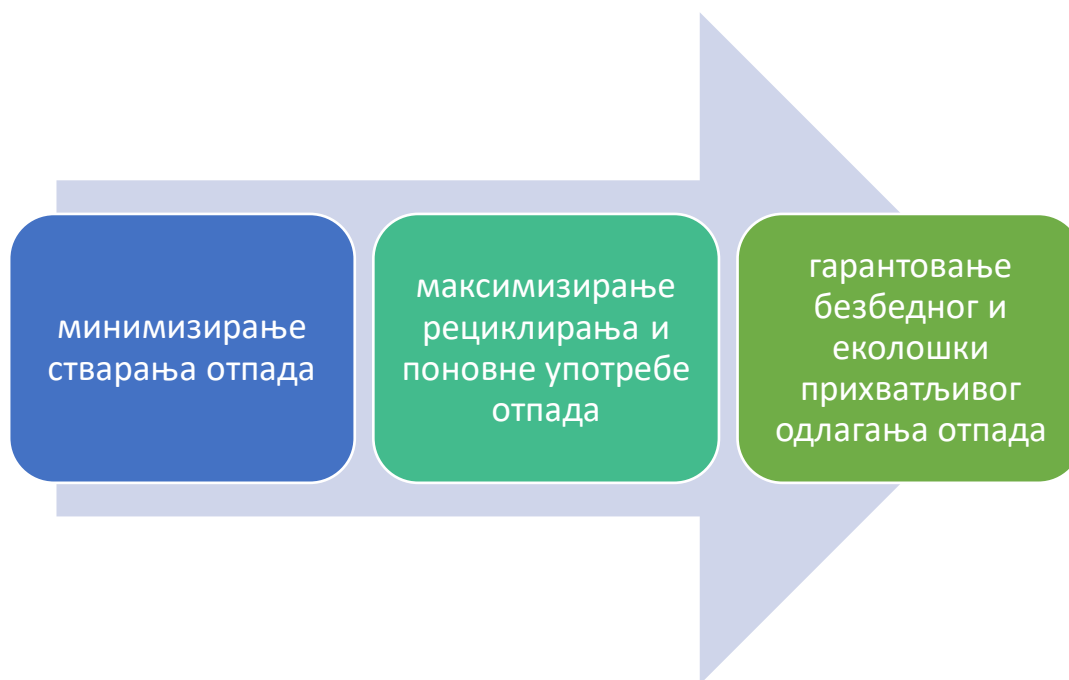 минимизирање
стварања отпада
максимизирање
рециклирања и
поновне употребе
отпада
гарантовање
безбедног и
еколошки
прихватљивог
одлагања отпада